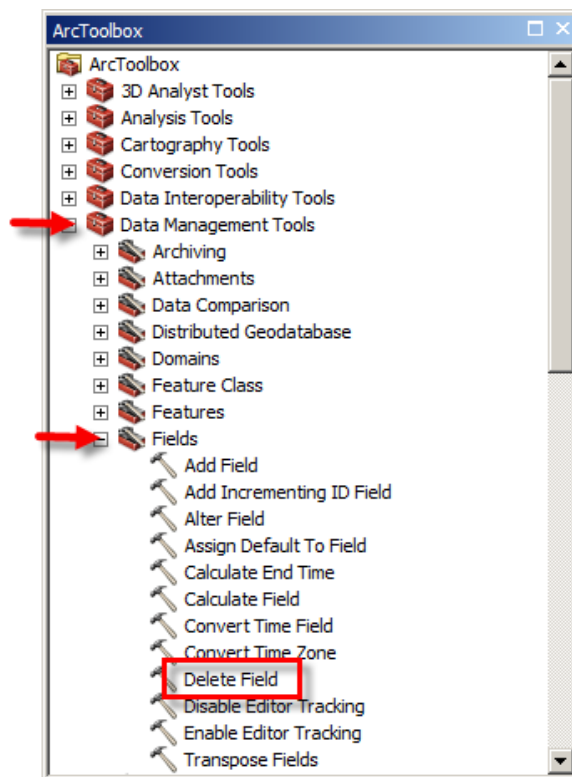 ArcToolbox
ArcToolbox
3D Analyst Tools
Analysis Tools
Cartography Tools
Conversion Tools
Data Interoperability Tools
Data Management Tools
Archiving
Attachments
Data Comparison
Distributed Geodatabase
Domains
Feature Class
Features
Fields
Add Field
Add Incrementing ID Field
Alter Field
Assign Default To Field
Calculate End Time
Calculate Field
Convert Time Field
Convert Time Zone
Delete Field
Disable Editor Tracking
Enable Editor Tracking
Transpose Fields